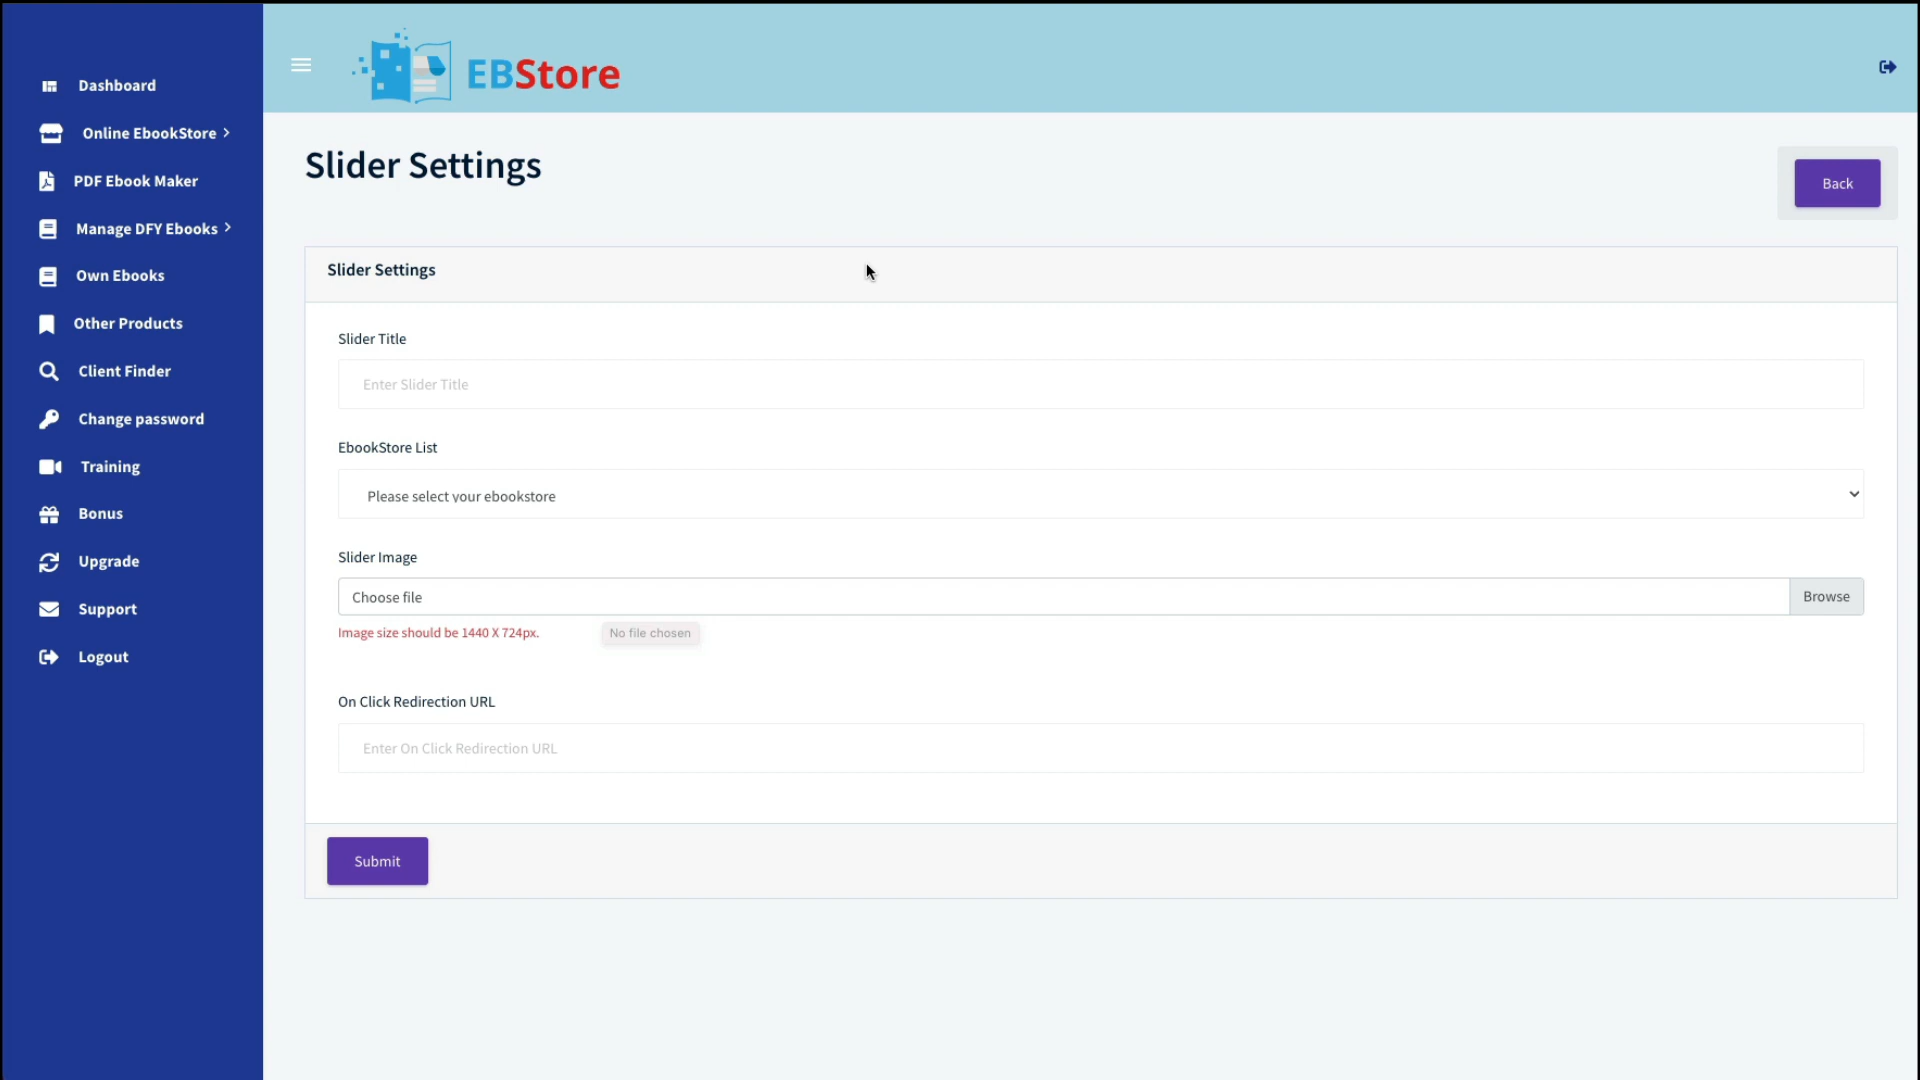 Dashboard
Online EbookStore
PDF Ebook Maker
Manage DFY Ebooks
Own Ebooks
Other Products
Client Finder
Change password
Training
Bonus
Upgrade
Support
Logout
EBStore
Slider Settings
Back
Slider Settings
Slider Title
Enter Slider Title
EbookStore List
Please select your ebookstore
Slider Image
Choose file
Browse
Image size should be 1440 X 724px.
No file chosen
On Click Redirection URL
Enter On Click Redirection URL
Submit